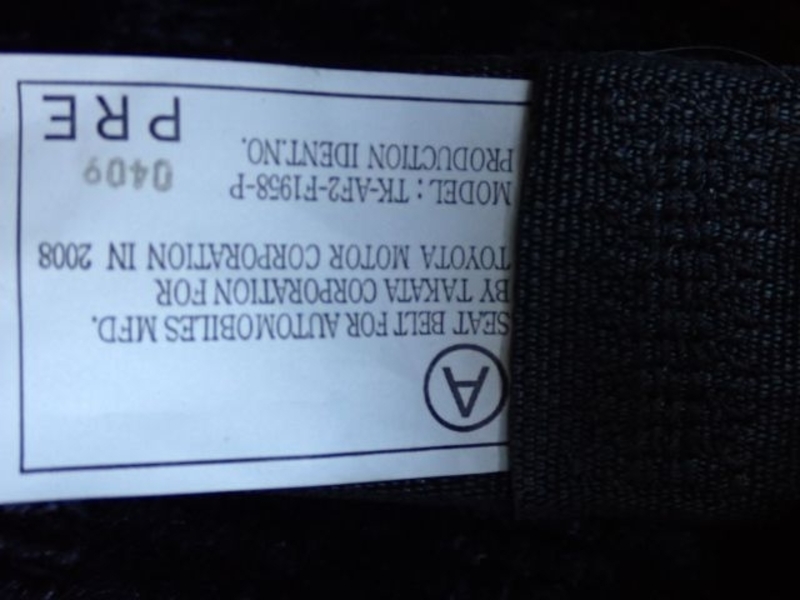 A
SEAT BELT FOR AUTOMOBILES MFD.
BY TAKATA CORPORATION FOR
TOYOTA MOTOR CORPORATION IN 2008
MODEL : TK-AF2-F1958-P
PRODUCTION IDENT.NO.
0409
PRE